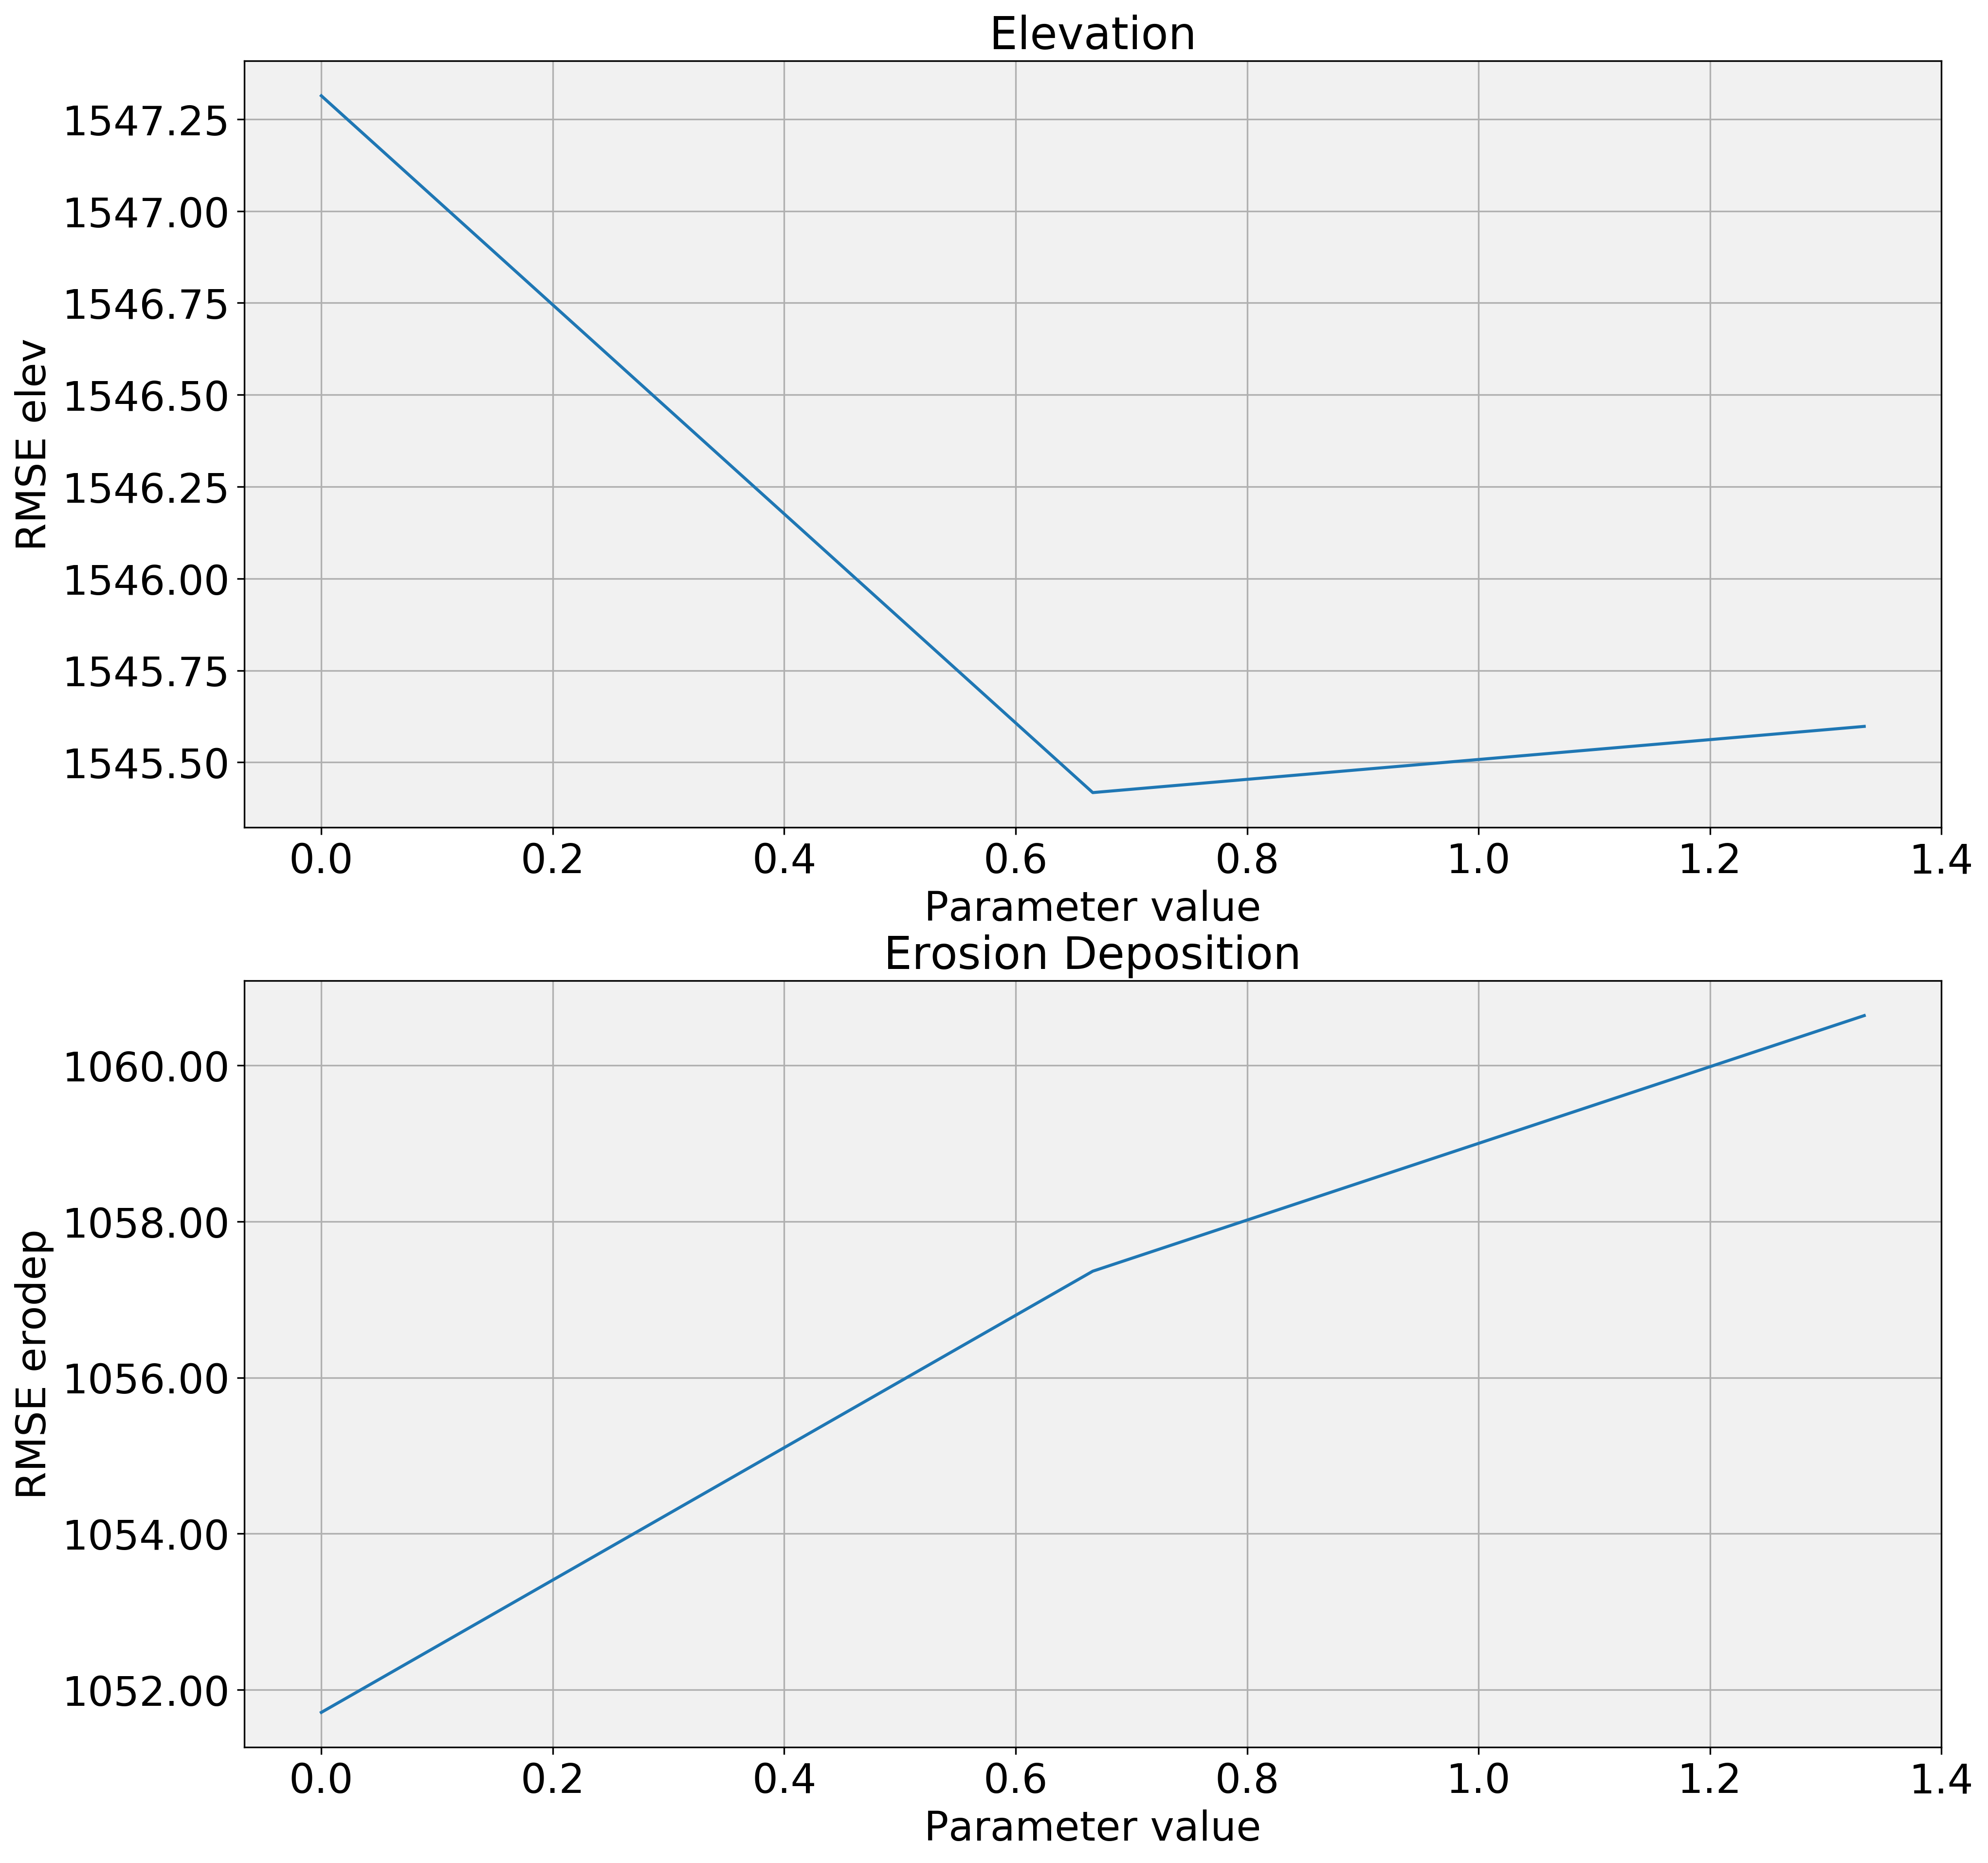 Elevation
RMSE elev
1547.25
1547.00
1546.75
1546.50
1546.25
1546.00
1545.75
1545.50
0.0 0.2 0.4 0.6 0.8 1.0 1.2 1.4
Parameter value
Erosion Deposition
RMSE erodep
1060.00
1058.00
1056.00
1054.00
1052.00
0.0 0.2 0.4 0.6 0.8 1.0 1.2 1.4
Parameter value